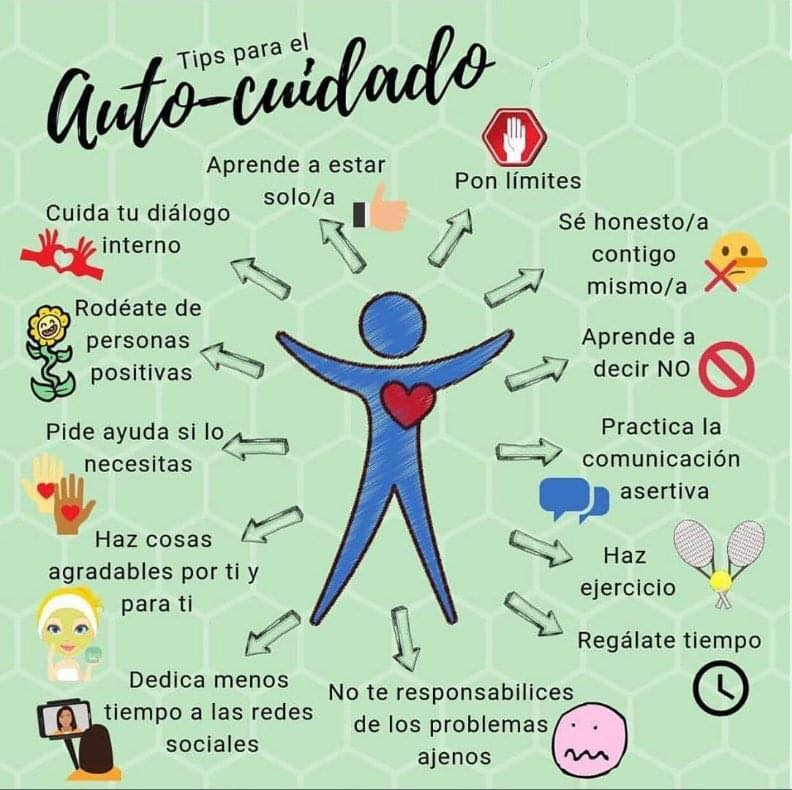 Tips para el
Auto-cuidado
Aprende a estar
solo/a
Pon límites
Sé honesto/a
contigo
mismo/a
Aprende a
decir NO
Practica la
comunicación
asertiva
Haz
ejercicio
Regálate tiempo
No te responsabilices
de los problemas
ajenos
Dedica menos
tiempo a las redes
sociales
Haz cosas
agradables por ti y
para ti
Pide ayuda si lo
necesitas
Rodéate de
personas
positivas
Cuida tu diálogo
interno